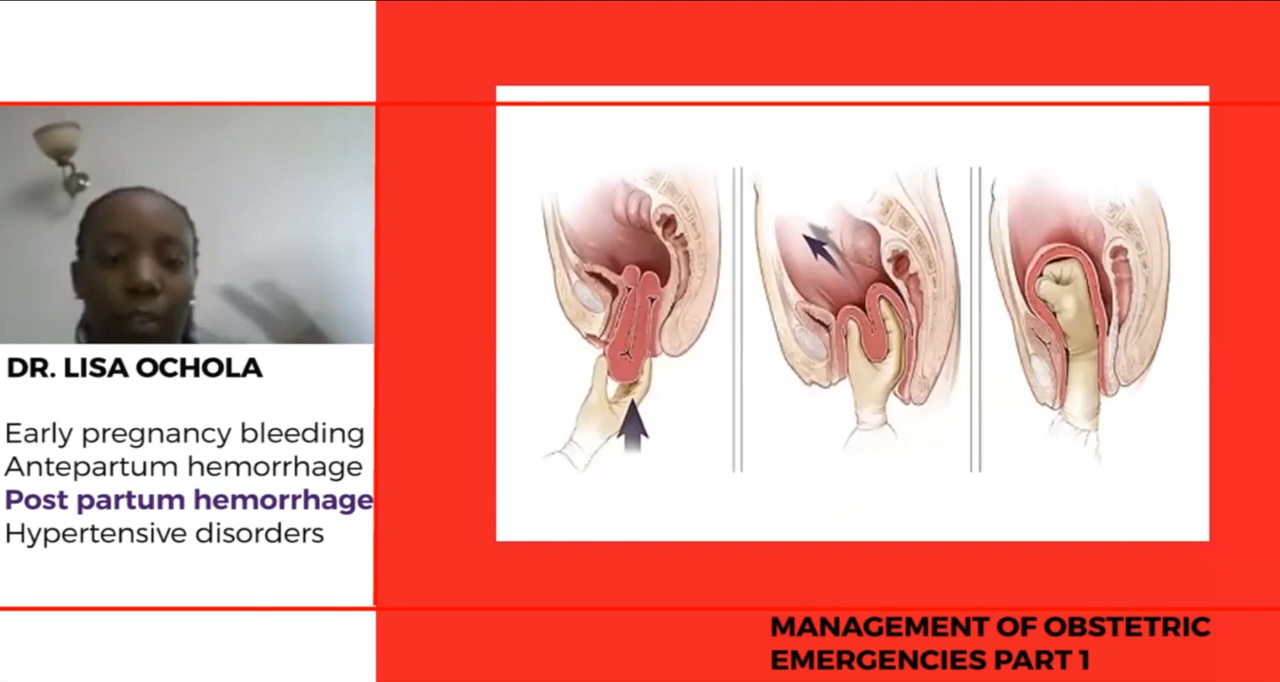 DR. LISA OCHOLA
Early pregnancy bleeding
Antepartum hemorrhage
Post partum hemorrhage
Hypertensive disorders
MANAGEMENT OF OBSTETRIC
EMERGENCIES PART 1